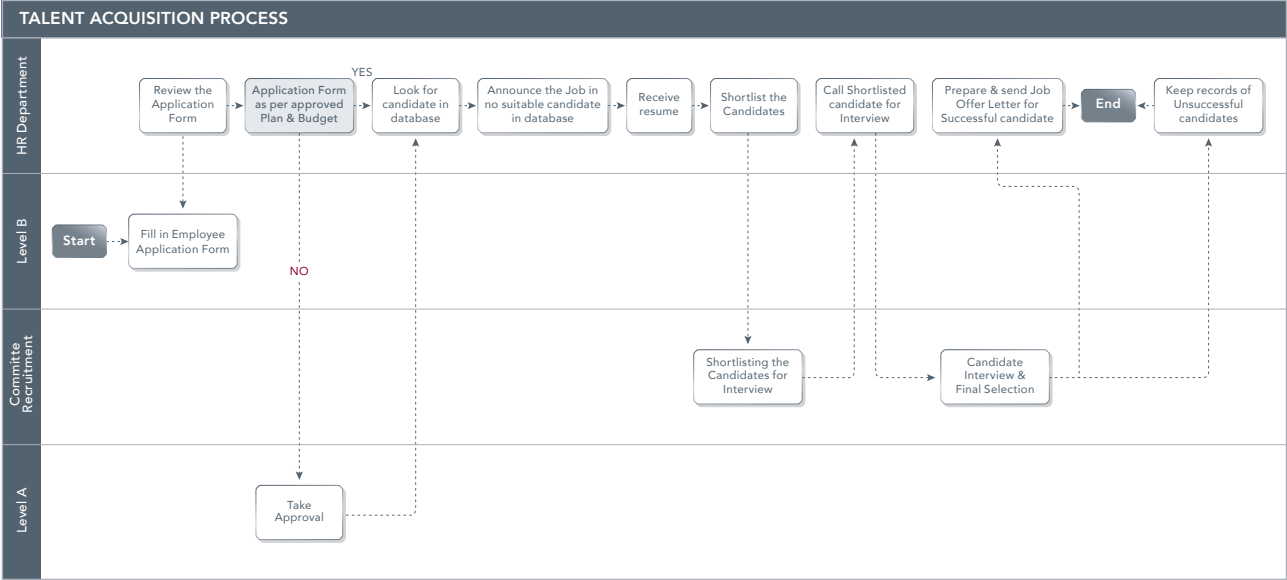 TALENT ACQUISITION PROCESS
HR Department
Review the
Application
Form
Application Form
as per approved
Plan & Budget
YES
Look for
candidate in
database
Announce the Job in
no suitable candidate
in database
Receive
resume
Shortlist the
Candidates
Call Shortlisted
candidate for
Interview
Prepare & send Job
Offer Letter for
Successful candidate
End
Keep records of
Unsuccessful
candidates
Level B
Start
Fill in Employee
Application Form
NO
Committe
Recruitment
Shortlisting the
Candidates for
Interview
Candidate
Interview &
Final Selection
Level A
Take
Approval